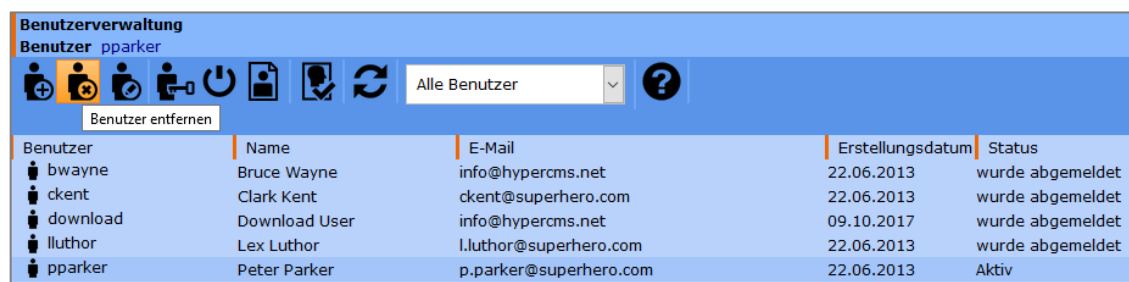 Benutzerverwaltung
Benutzer pparker
Alle Benutzer
Benutzer entfernen
Benutzer Name E-Mail Erstellungsdatum Status
bwayne Bruce Wayne info@hypercms.net 22.06.2013 wurde abgemeldet
ckent Clark Kent ckent@superhero.com 22.06.2013 wurde abgemeldet
download Download User info@hypercms.net 09.10.2017 wurde abgemeldet
lluthor Lex Luthor l.luthor@superhero.com 22.06.2013 wurde abgemeldet
pparker Peter Parker p.parker@superhero.com 22.06.2013 Aktiv